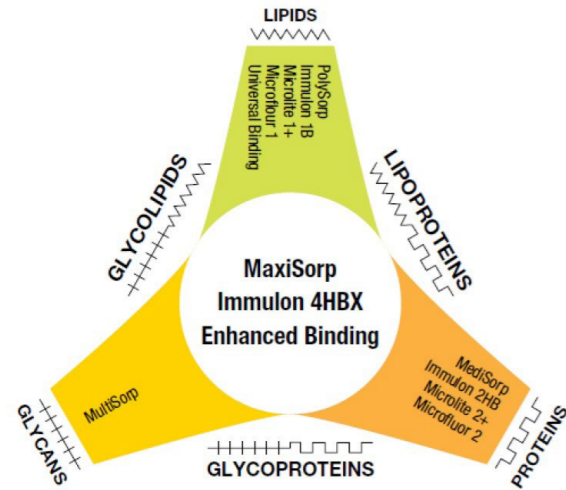 LIPIDS
PolySorp
Immulon 1B
Microlite 1+
Microflour 1
Universal Binding
GLYCOLIPIDS
LIPOPROTEINS
MaxiSorp
Immulon 4HBX
Enhanced Binding
MultiSorp
MediSorp
Immulon 2HB
Microlite 2+
Microfluor 2
GLYCANS
GLYCOPROTEINS
PROTEINS